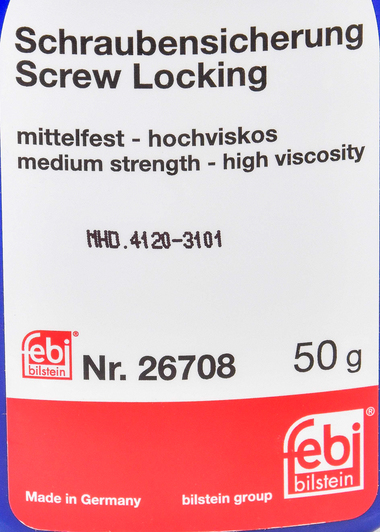 Schraubensicherung
Screw Locking
mittelfest - hochviskos
medium strength - high viscosity
MHD.4120-3101
febi®
bilstein
Nr. 26708
50 g
febi®
bilstein
Made in Germany
bilstein group